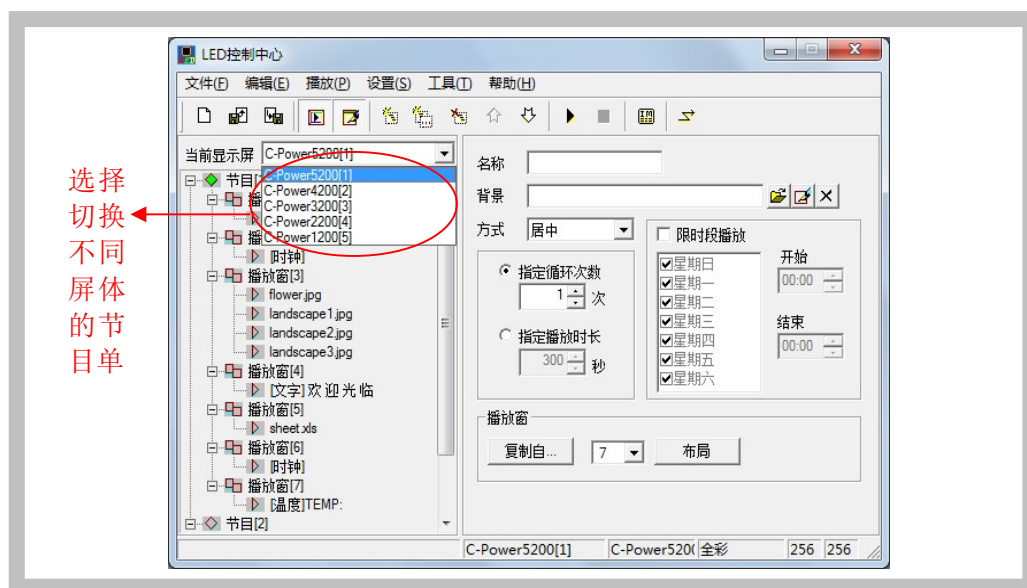 LED控制中心
文件(F) 编辑(E) 播放(P) 设置(S) 工具(T) 帮助(H)
当前显示屏 C-Power5200[1]
C-Power5200[1]
C-Power4200[2]
C-Power3200[3]
C-Power2200[4]
C-Power1200[5]
选择
切换
不同
屏体
的节
目单
节目[
播
播
[时钟]
播放窗[3]
flower.jpg
landscape1.jpg
landscape2.jpg
landscape3.jpg
播放窗[4]
[文字]欢迎光临
播放窗[5]
sheet.xls
播放窗[6]
[时钟]
播放窗[7]
[温度]TEMP:
节目[2]
名称
背景
方式 居中
指定循环次数
1 次
指定播放时长
300 秒
限时段播放
星期日
星期一
星期二
星期三
星期四
星期五
星期六
开始
00:00
结束
00:00
播放窗
复制自... 7 布局
C-Power5200[1] C-Power520( 全彩 256 256